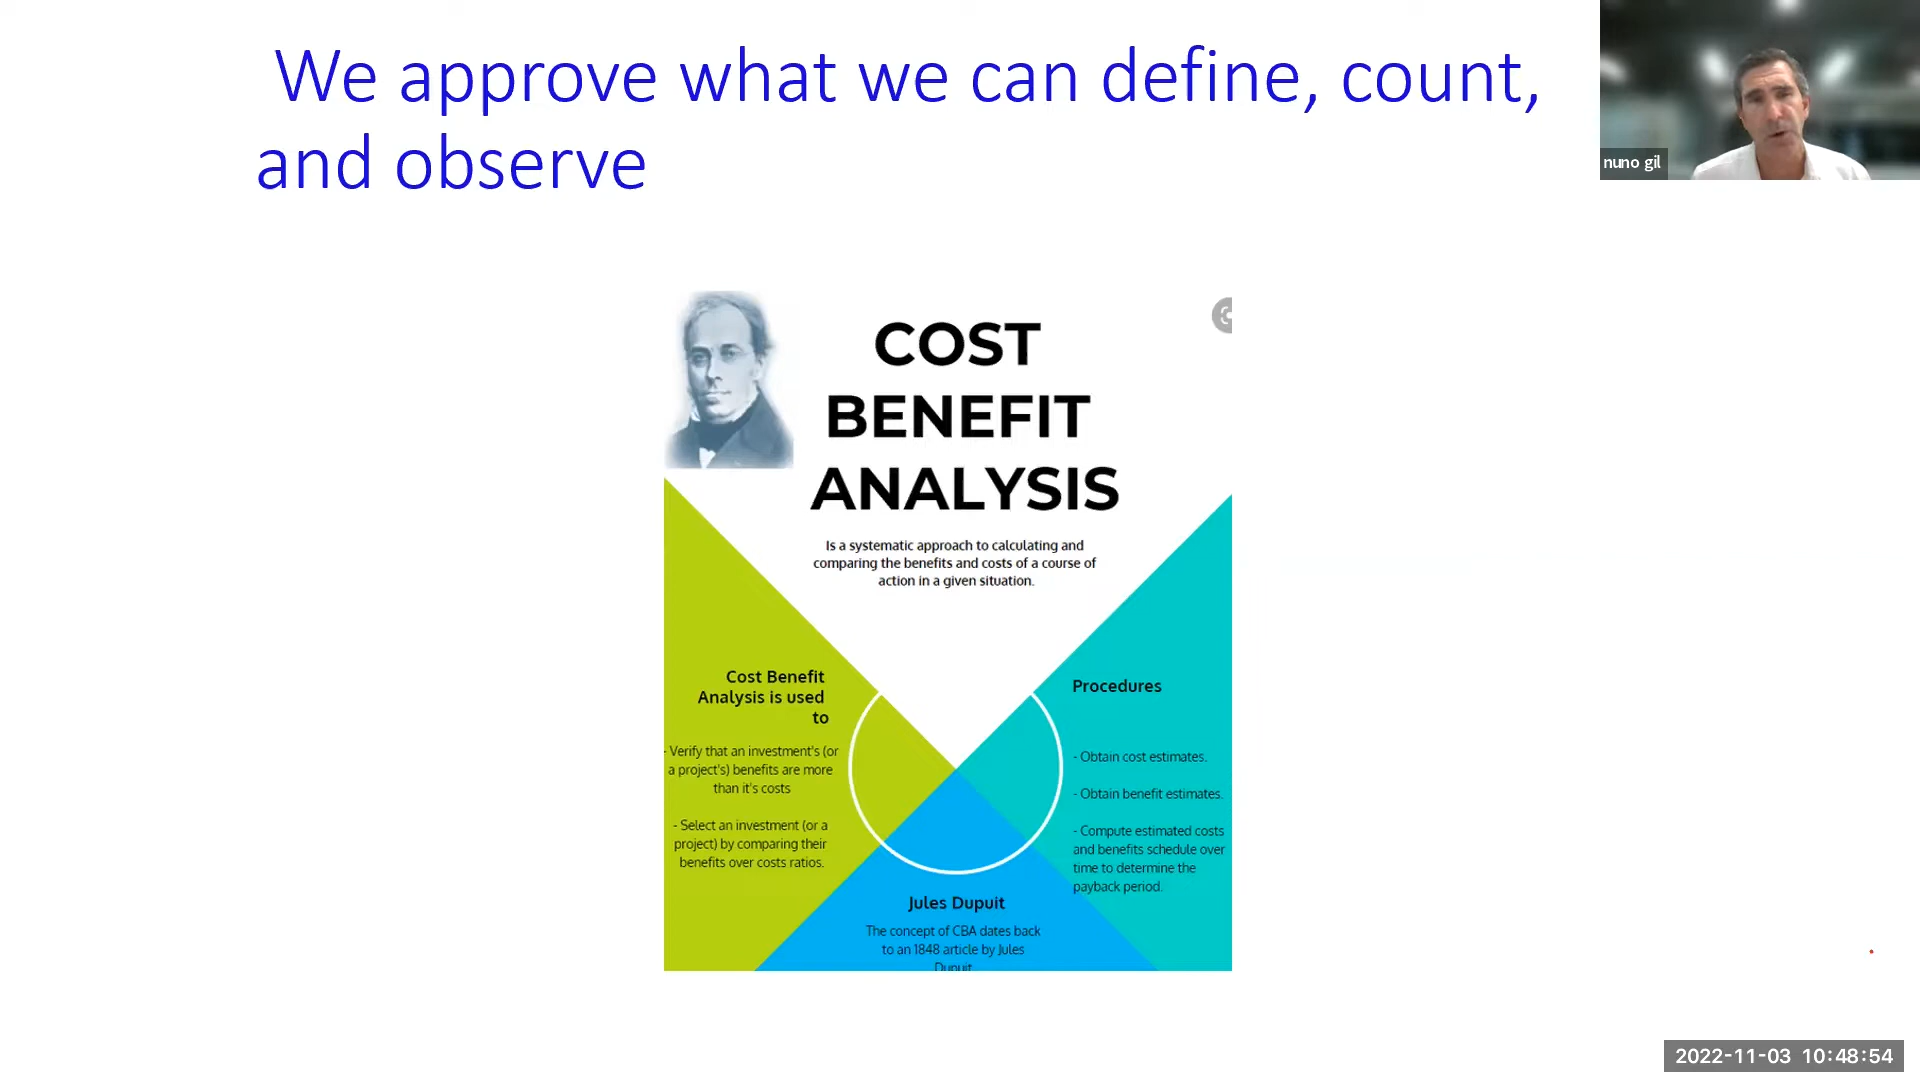 We approve what we can define, count,
and observe
nuno gil
COST
BENEFIT
ANALYSIS
Is a systematic approach to calculating and
comparing the benefits and costs of a course of
action in a given situation.
Cost Benefit
Analysis is used
to
- Verify that an investment's (or
a project's) benefits are more
than it's costs
- Select an investment (or a
project) by comparing their
benefits over costs ratios.
Procedures
- Obtain cost estimates.
- Obtain benefit estimates.
- Compute estimated costs
and benefits schedule over
time to determine the
payback period.
Jules Dupuit
The concept of CBA dates back
to an 1848 article by Jules
Dupuit
2022-11-03 10:48:54